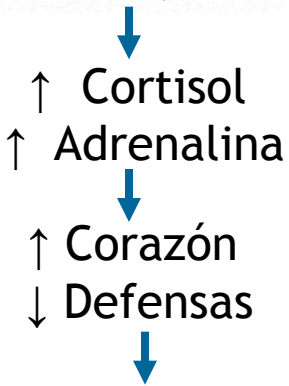 ↑ Cortisol
↑ Adrenalina
↑ Corazón
↓ Defensas